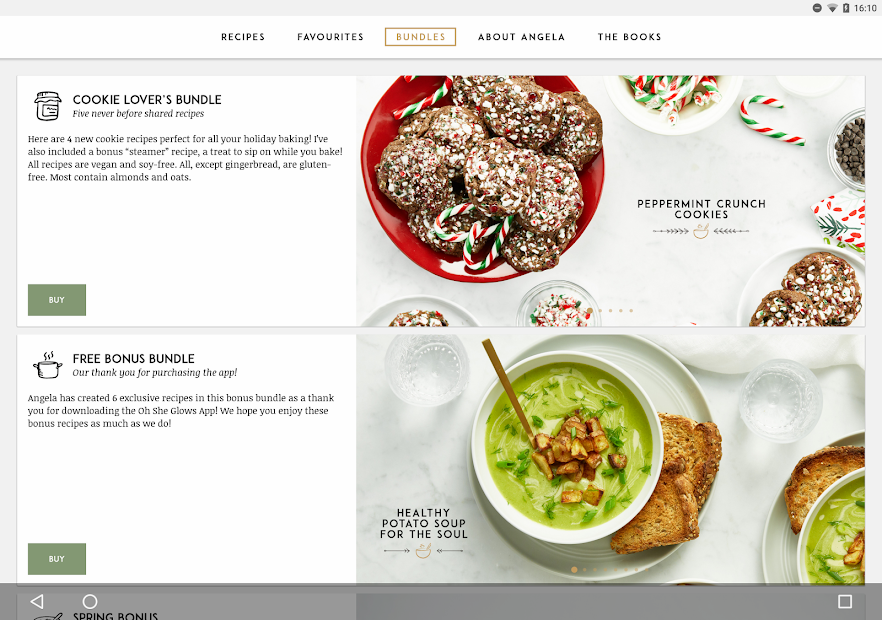 16:10
RECIPES
FAVOURITES
BUNDLES
ABOUT ANGELA
THE BOOKS
COOKIE LOVER'S BUNDLE
Five never before shared recipes
Here are 4 new cookie recipes perfect for all your holiday baking! I've
also included a bonus "steamer" recipe, a treat to sip on while you bake!
All recipes are vegan and soy-free. All, except gingerbread, are gluten-
free. Most contain almonds and oats.
BUY
PEPPERMINT CRUNCH
COOKIES
FREE BONUS BUNDLE
Our thank you for purchasing the app!
Angela has created 6 exclusive recipes in this bonus bundle as a thank
you for downloading the Oh She Glows App! We hope you enjoy these
bonus recipes as much as we do!
BUY
HEALTHY
POTATO SOUP
FOR THE SOUL
SPRING BONUS